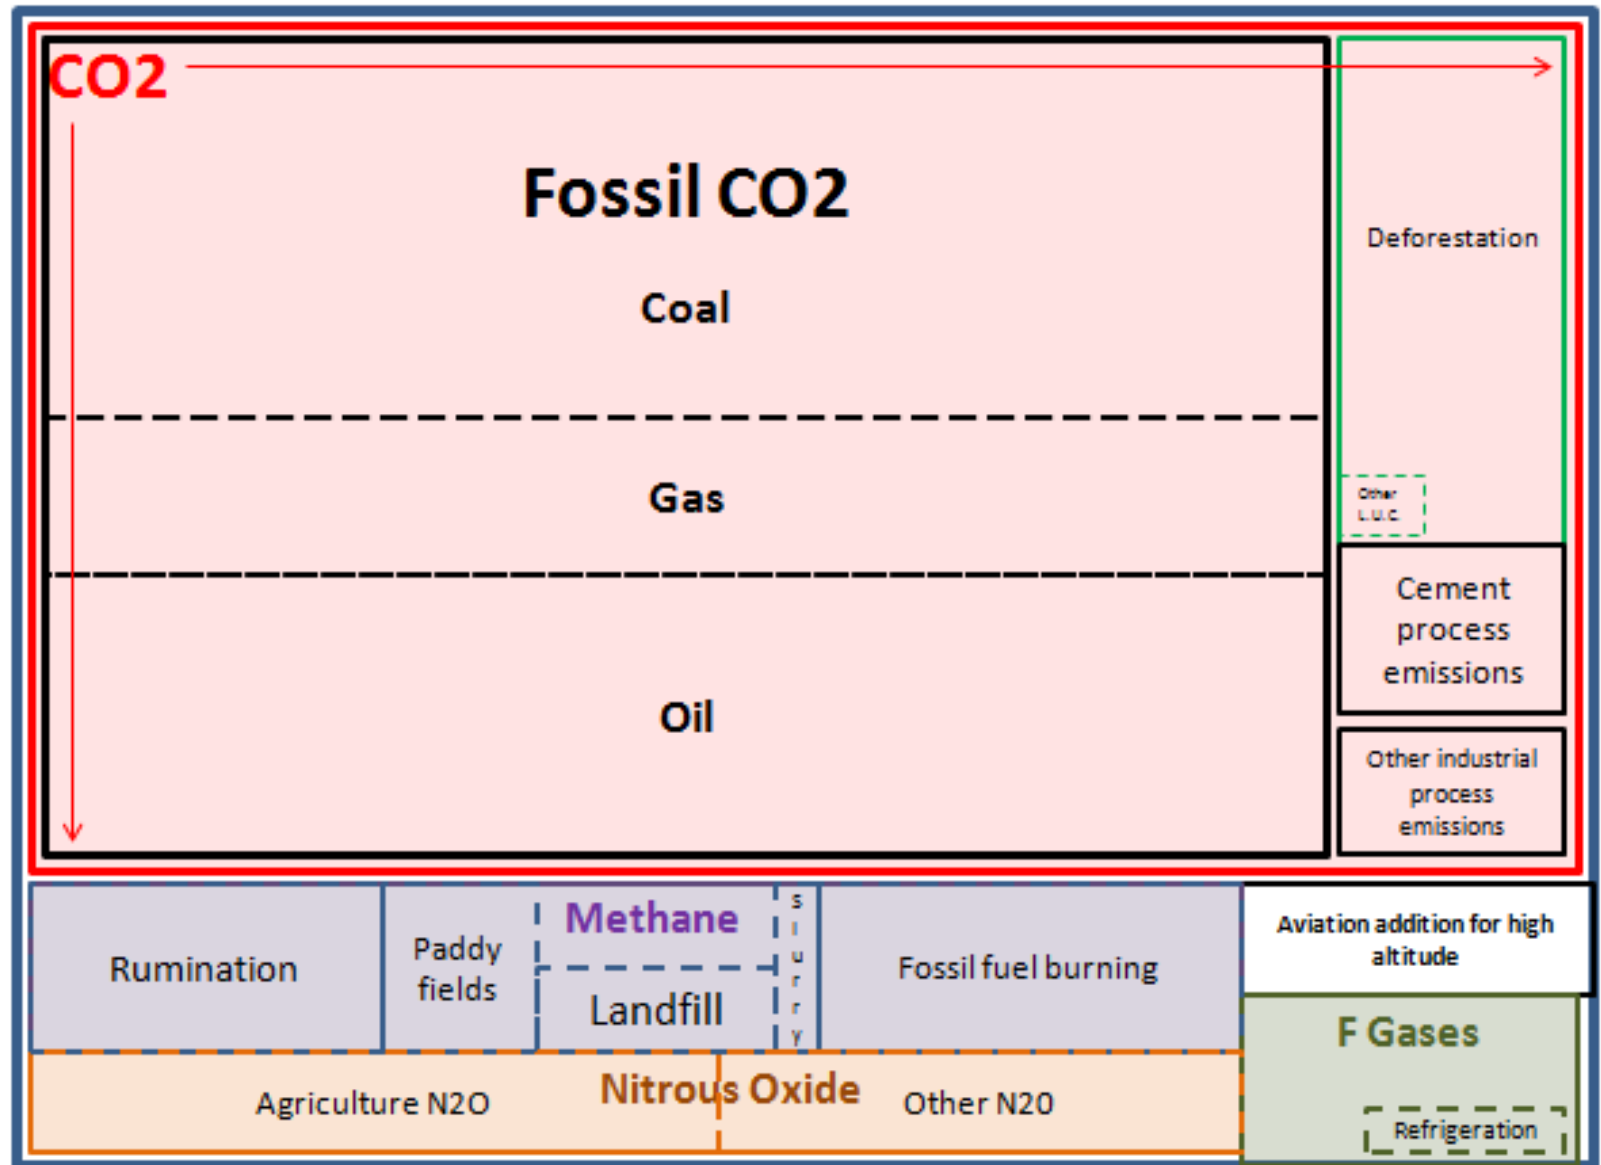 CO2
Fossil CO2
Coal
Gas
Oil
Deforestation
Other
L.U.C.
Cement
process
emissions
Other industrial
process
emissions
Rumination
Paddy
fields
Methane
Landfill
slurry
Fossil fuel burning
Aviation addition for high
altitude
F Gases
Refrigeration
Nitrous Oxide
Agriculture N2O
Other N20